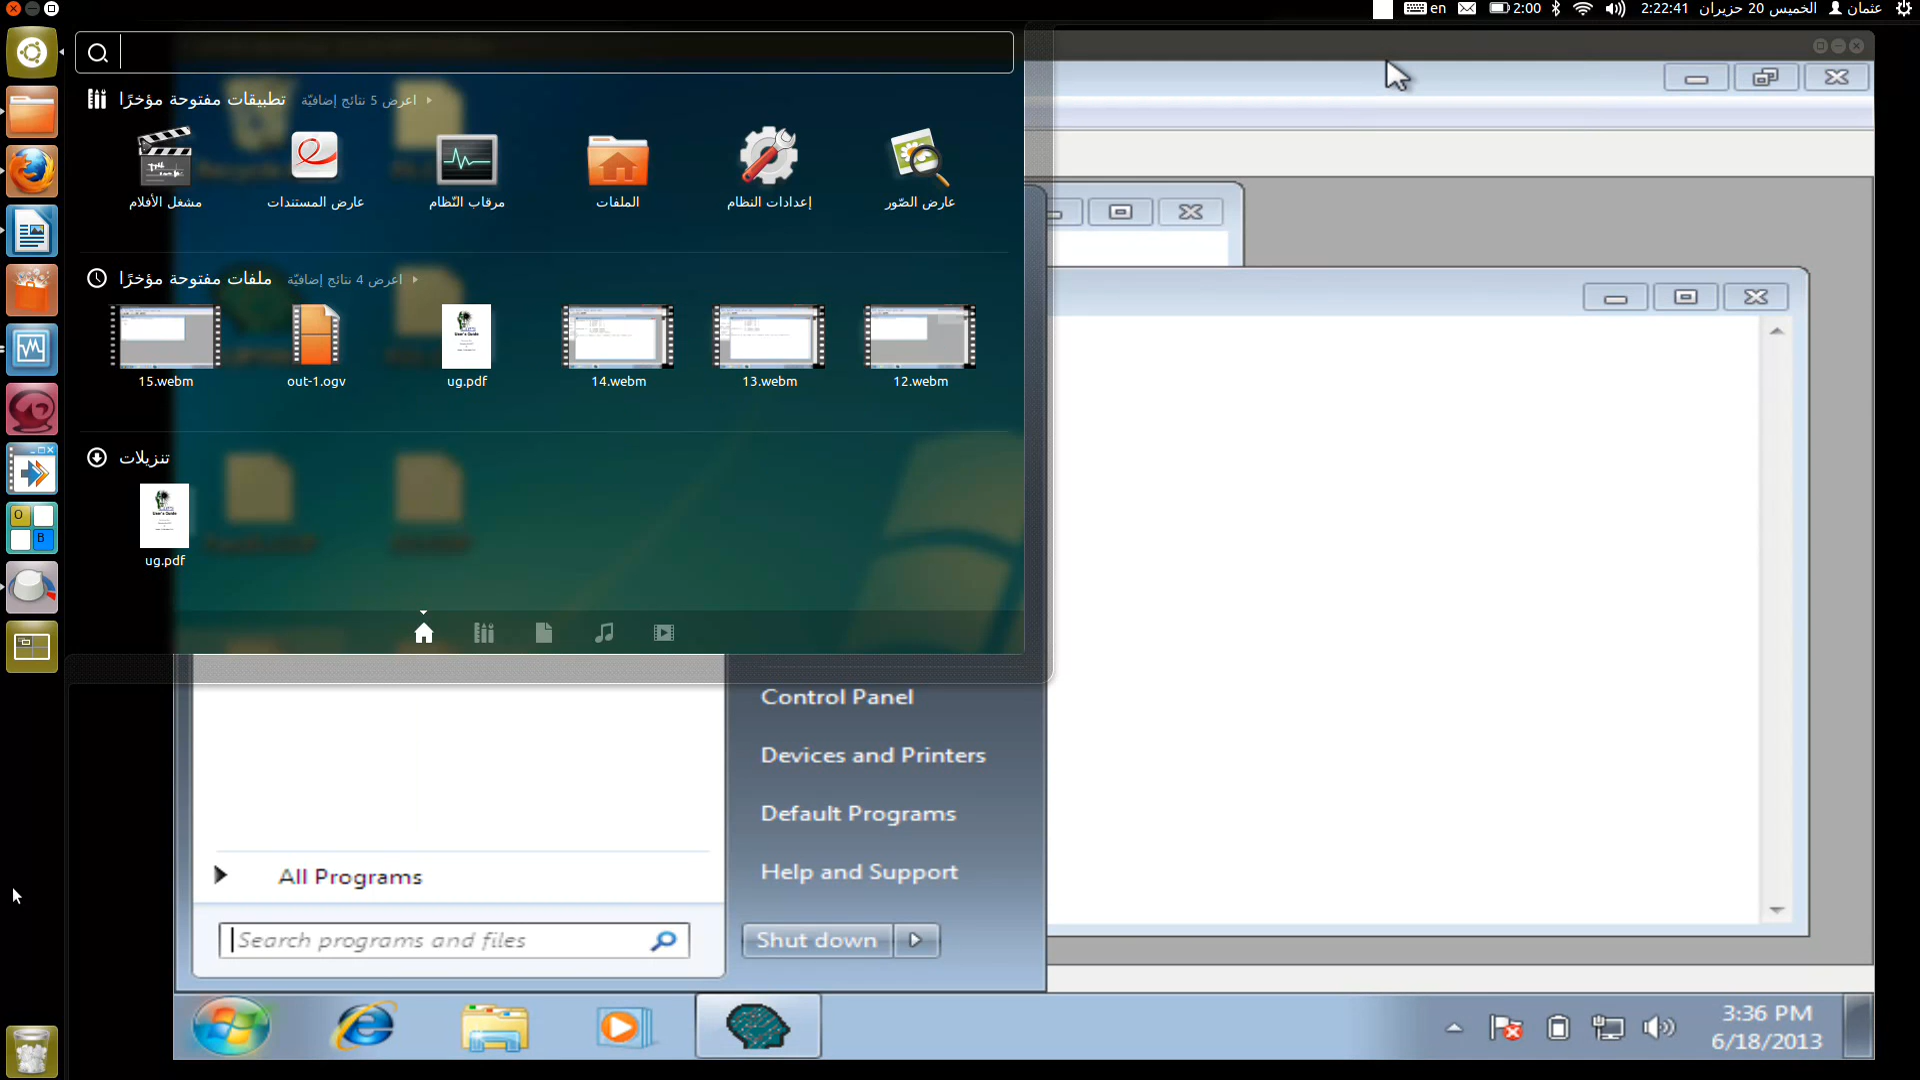 en
2:00
2:22:41
الخميس 20 حزيران
عثمان
تطبيقات مفتوحة مؤخرًا
اعرض 5 نتائج إضافيّة
مشغل الأفلام
عارض المستندات
مرقاب النّظام
الملفات
إعدادات النظام
عارض الصّور
ملفات مفتوحة مؤخرًا
اعرض 4 نتائج إضافيّة
15.webm
out-1.ogv
ug.pdf
14.webm
13.webm
12.webm
تنزيلات
ug.pdf
Control Panel
Devices and Printers
Default Programs
Help and Support
All Programs
Search programs and files
Shut down
3:36 PM
6/18/2013